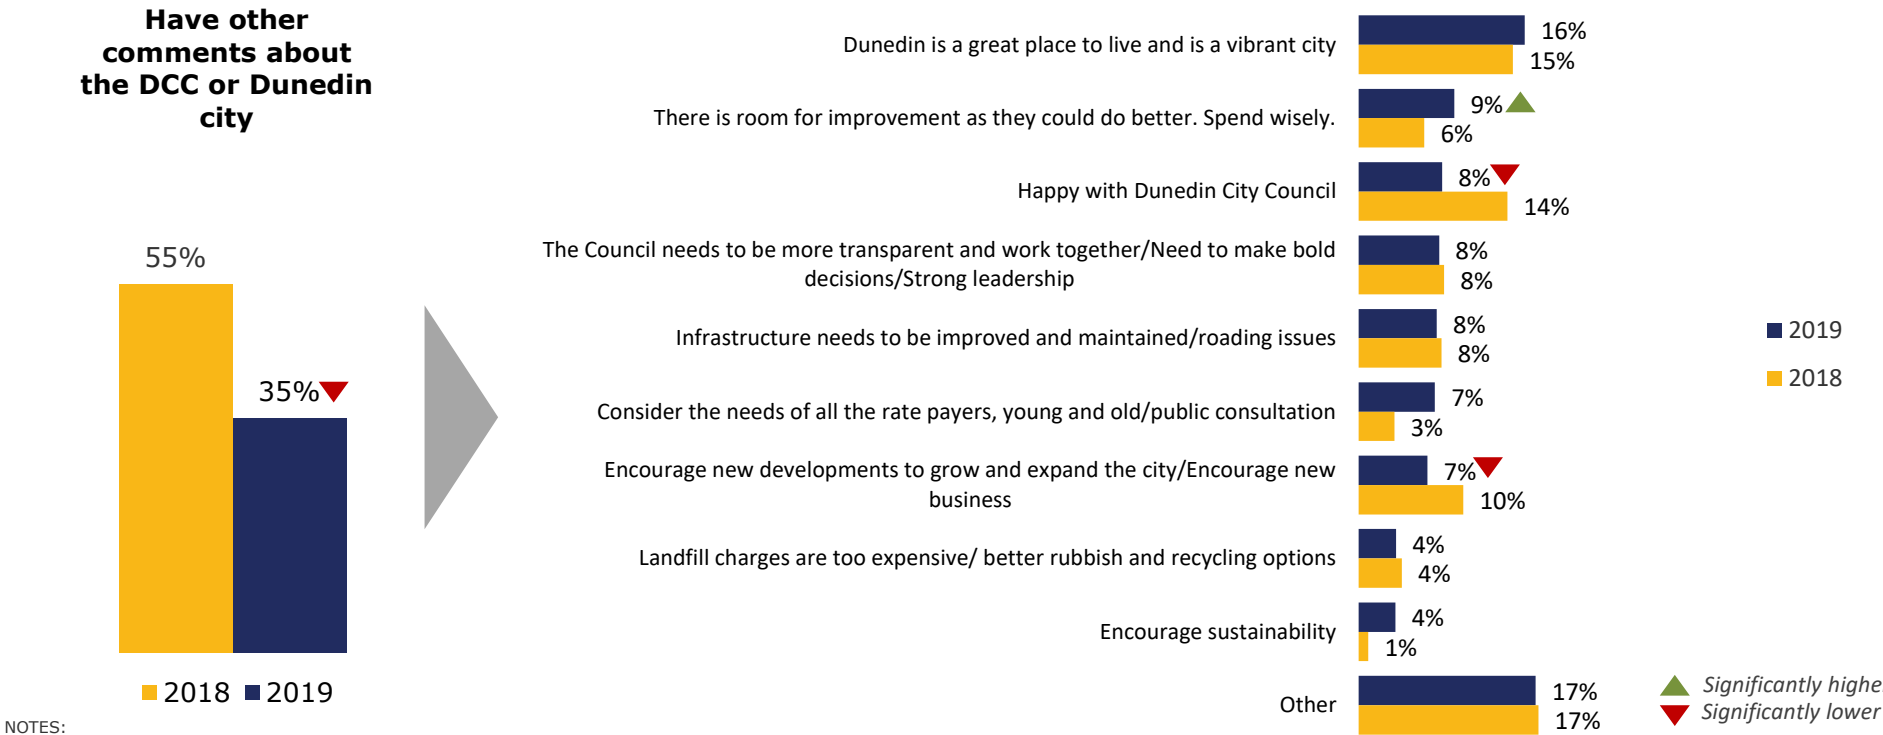 Have other
comments about
the DCC or Dunedin
city
55%
35%
2018 2019
NOTES:
Dunedin is a great place to live and is a vibrant city
16%
15%
There is room for improvement as they could do better. Spend wisely.
9%
6%
Happy with Dunedin City Council
8%
14%
The Council needs to be more transparent and work together/Need to make bold
decisions/Strong leadership
8%
8%
Infrastructure needs to be improved and maintained/roading issues
8%
8%
Consider the needs of all the rate payers, young and old/public consultation
7%
3%
Encourage new developments to grow and expand the city/Encourage new
business
7%
10%
Landfill charges are too expensive/ better rubbish and recycling options
4%
4%
Encourage sustainability
4%
1%
Other
17%
17%
2019
2018
Significantly highe
Significantly lower